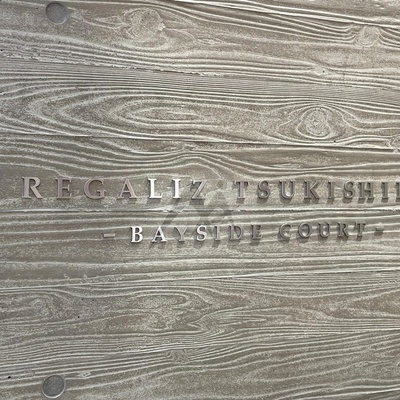 REGALIZ TSUKISHI
– BAYSIDE COURT –